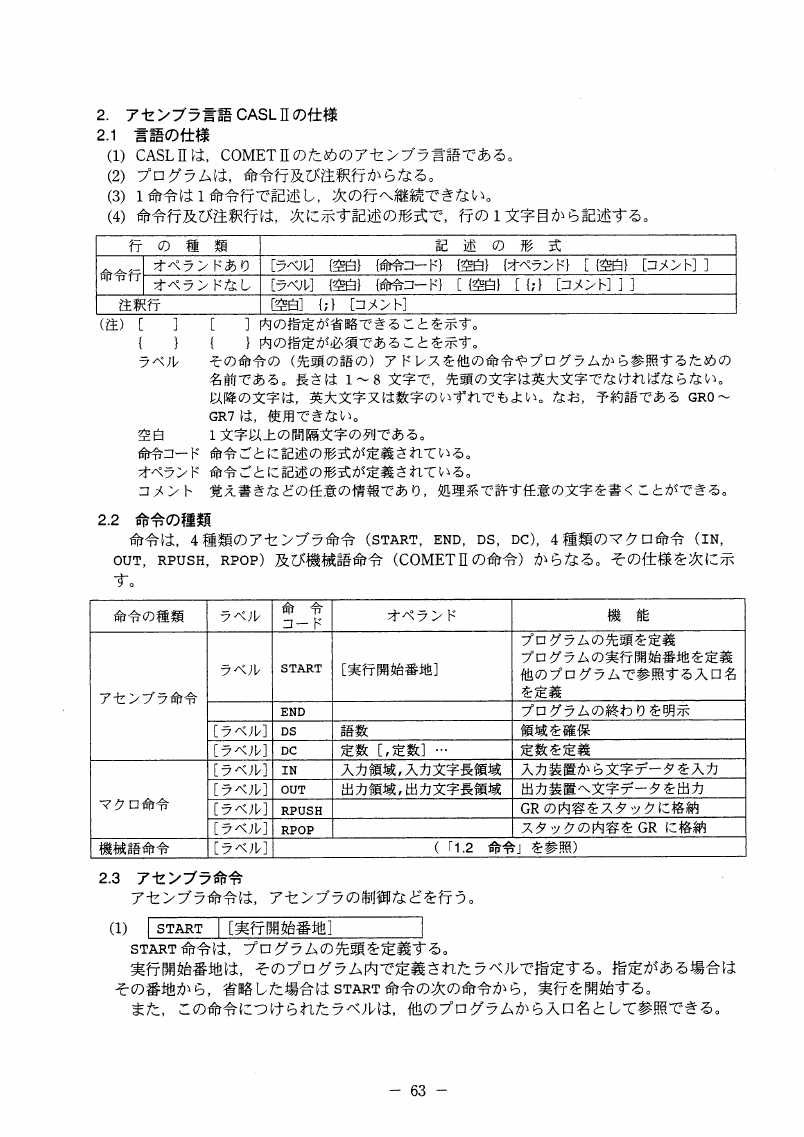 2. アセンブラ言語 CASLⅡの仕様
2.1 言語の仕様
(1) CASLⅡは，COMETⅡのためのアセンブラ言語である。
(2) プログラムは，命令行及び注釈行からなる。
(3) 1命令は1命令行で記述し，次の行へ継続できない。
(4) 命令行及び注釈行は，次に示す記述の形式で，行の1文字目から記述する。
行の種類 記述の形式
命令行 オペランドあり [ラベル] {空白} {命令コード} {空白} {オペランド} [ {空白} [コメント] ]
オペランドなし [ラベル] {空白} {命令コード} [ {空白} [ {;} [コメント] ] ]
注釈行 [空白] {;} [コメント]
(注) [ ] [ ] 内の指定が省略できることを示す。
{ } { } 内の指定が必須であることを示す。
ラベル その命令の（先頭の語の）アドレスを他の命令やプログラムから参照するための
名前である。長さは 1～8 文字で，先頭の文字は英大文字でなければならない。
以降の文字は，英大文字又は数字のいずれでもよい。なお，予約語である GR0～
GR7 は，使用できない。
空白 1文字以上の間隔文字の列である。
命令コード 命令ごとに記述の形式が定義されている。
オペランド 命令ごとに記述の形式が定義されている。
コメント 覚え書きなどの任意の情報であり，処理系で許す任意の文字を書くことができる。
2.2 命令の種類
命令は，4種類のアセンブラ命令（START，END，DS，DC），4種類のマクロ命令（IN，
OUT，RPUSH，RPOP）及び機械語命令（COMETⅡの命令）からなる。その仕様を次に示
す。
命令の種類 ラベル 命令コード オペランド 機能
アセンブラ命令 ラベル START [実行開始番地] プログラムの先頭を定義
プログラムの実行開始番地を定義
他のプログラムで参照する入口名
を定義
END プログラムの終わりを明示
[ラベル] DS 語数 領域を確保
[ラベル] DC 定数 [,定数] … 定数を定義
マクロ命令 [ラベル] IN 入力領域,入力文字長領域 入力装置から文字データを入力
[ラベル] OUT 出力領域,出力文字長領域 出力装置へ文字データを出力
[ラベル] RPUSH GR の内容をスタックに格納
[ラベル] RPOP スタックの内容を GR に格納
機械語命令 [ラベル] (「1.2 命令」を参照)
2.3 アセンブラ命令
アセンブラ命令は，アセンブラの制御などを行う。
(1) START [実行開始番地]
START 命令は，プログラムの先頭を定義する。
実行開始番地は，そのプログラム内で定義されたラベルで指定する。指定がある場合は
その番地から，省略した場合は START 命令の次の命令から，実行を開始する。
また，この命令につけられたラベルは，他のプログラムから入口名として参照できる。
－ 63 －